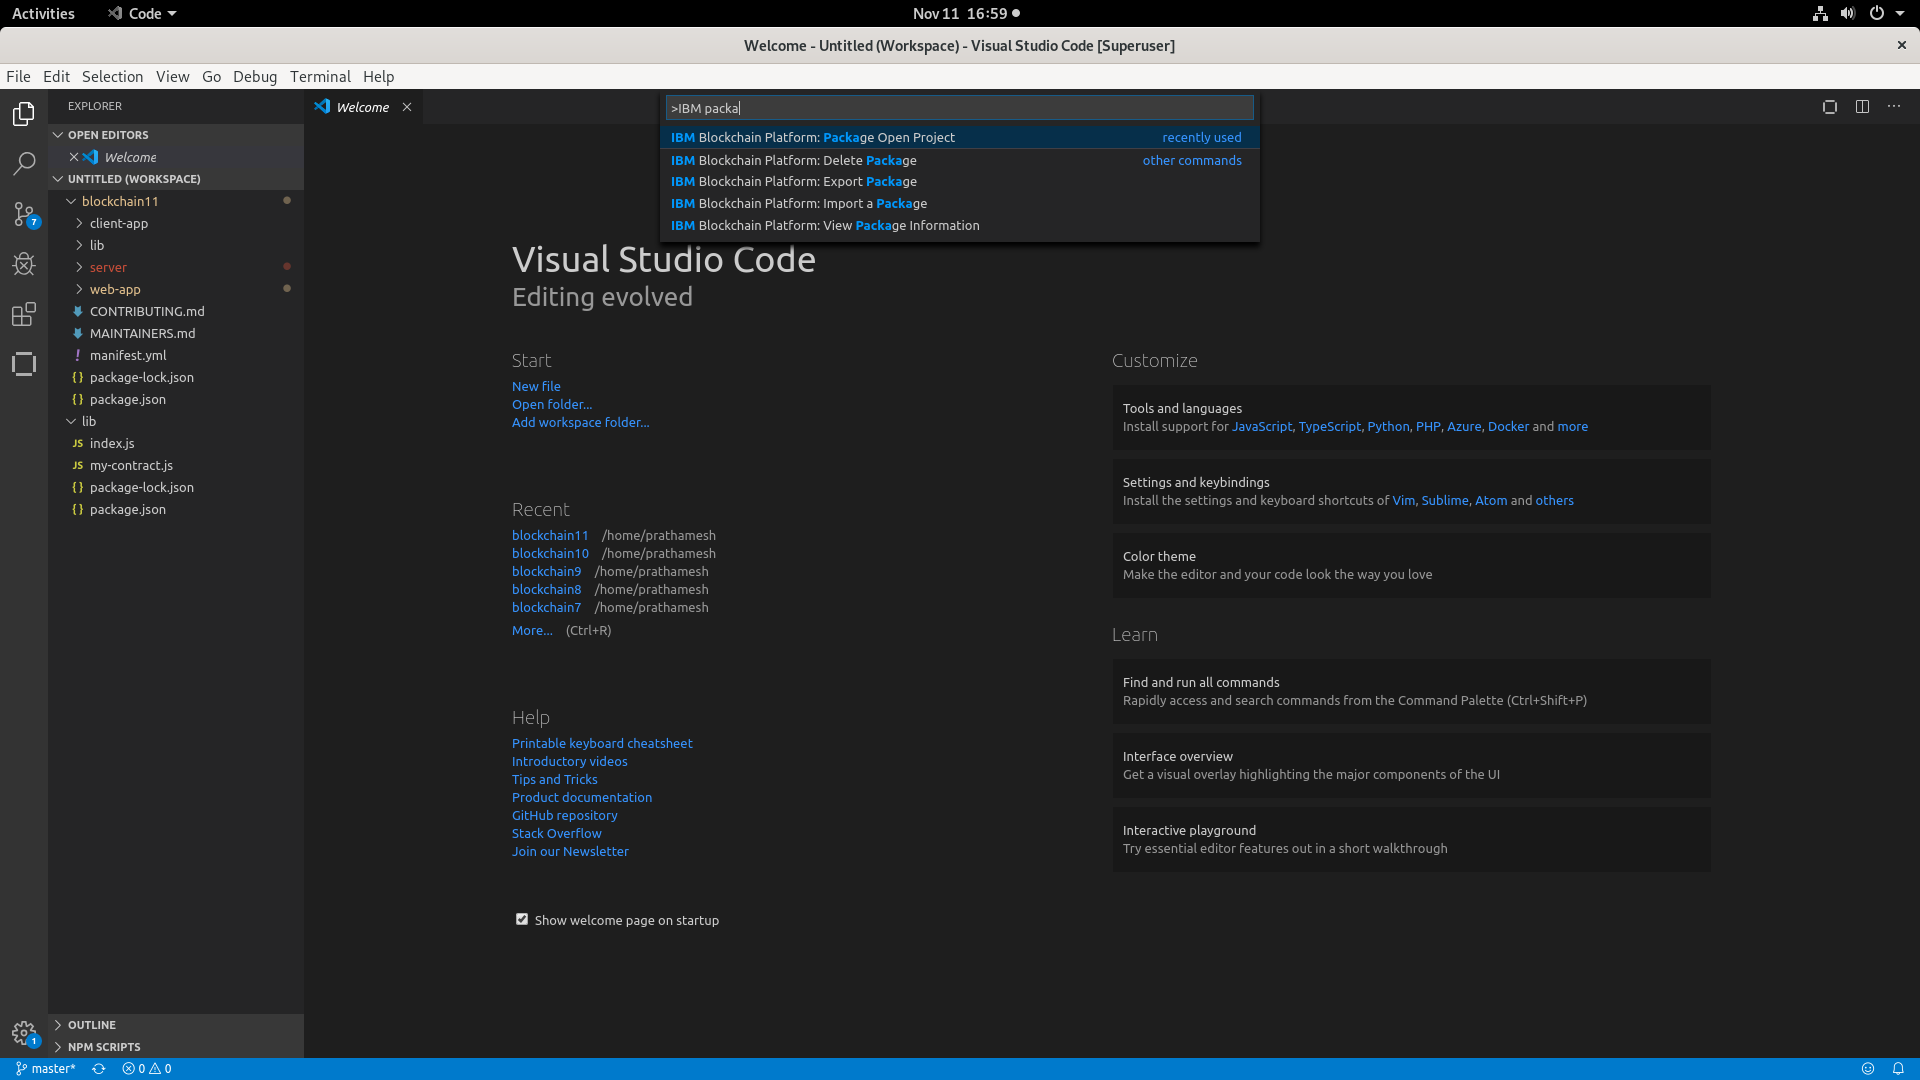 Activities
Code
Nov 11 16:59
Welcome - Untitled (Workspace) - Visual Studio Code [Superuser]
File Edit Selection View Go Debug Terminal Help
EXPLORER
OPEN EDITORS
Welcome
UNTITLED (WORKSPACE)
blockchain11
client-app
lib
server
web-app
CONTRIBUTING.md
MAINTAINERS.md
! manifest.yml
{} package-lock.json
{} package.json
lib
JS index.js
JS my-contract.js
{} package-lock.json
{} package.json
OUTLINE
NPM SCRIPTS
7
1
Welcome
>IBM packa
IBM Blockchain Platform: Package Open Project recently used
IBM Blockchain Platform: Delete Package other commands
IBM Blockchain Platform: Export Package
IBM Blockchain Platform: Import a Package
IBM Blockchain Platform: View Package Information
Visual Studio Code
Editing evolved
Start
New file
Open folder...
Add workspace folder...
Recent
blockchain11 /home/prathamesh
blockchain10 /home/prathamesh
blockchain9 /home/prathamesh
blockchain8 /home/prathamesh
blockchain7 /home/prathamesh
More... (Ctrl+R)
Help
Printable keyboard cheatsheet
Introductory videos
Tips and Tricks
Product documentation
GitHub repository
Stack Overflow
Join our Newsletter
Show welcome page on startup
Customize
Tools and languages
Install support for JavaScript, TypeScript, Python, PHP, Azure, Docker and more
Settings and keybindings
Install the settings and keyboard shortcuts of Vim, Sublime, Atom and others
Color theme
Make the editor and your code look the way you love
Learn
Find and run all commands
Rapidly access and search commands from the Command Palette (Ctrl+Shift+P)
Interface overview
Get a visual overlay highlighting the major components of the UI
Interactive playground
Try essential editor features out in a short walkthrough
master* 0 0